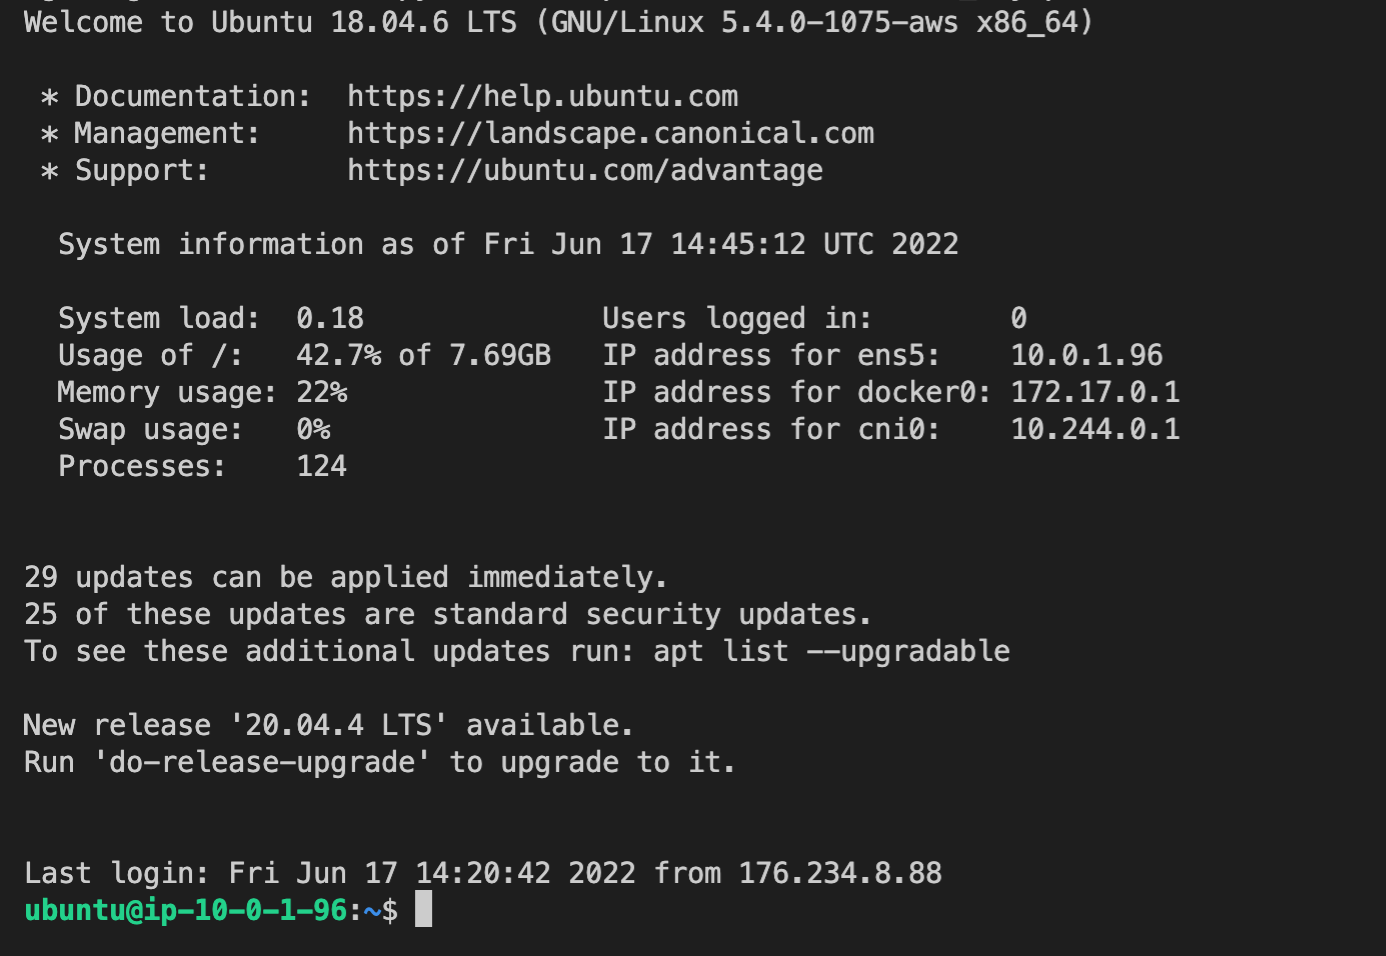 Welcome to Ubuntu 18.04.6 LTS (GNU/Linux 5.4.0-1075-aws x86_64)
* Documentation: https://help.ubuntu.com
* Management: https://landscape.canonical.com
* Support: https://ubuntu.com/advantage
System information as of Fri Jun 17 14:45:12 UTC 2022
System load: 0.18 Users logged in: 0
Usage of /: 42.7% of 7.69GB IP address for ens5: 10.0.1.96
Memory usage: 22% IP address for docker0: 172.17.0.1
Swap usage: 0% IP address for cni0: 10.244.0.1
Processes: 124
29 updates can be applied immediately.
25 of these updates are standard security updates.
To see these additional updates run: apt list --upgradable
New release '20.04.4 LTS' available.
Run 'do-release-upgrade' to upgrade to it.
Last login: Fri Jun 17 14:20:42 2022 from 176.234.8.88
ubuntu@ip-10-0-1-96:~$